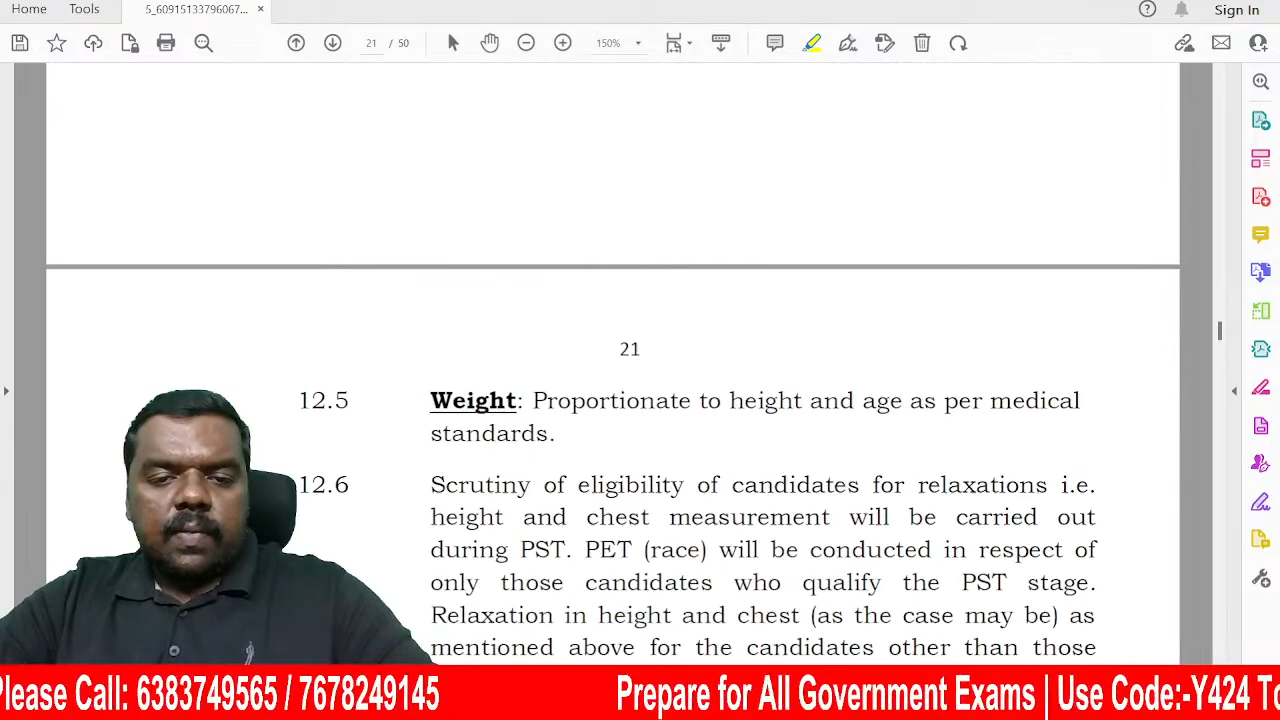 Home
Tools
5_60915133796067...
×
Sign In
21 / 50
150%
21
12.5 Weight: Proportionate to height and age as per medical
standards.
12.6 Scrutiny of eligibility of candidates for relaxations i.e.
height and chest measurement will be carried out
during PST. PET (race) will be conducted in respect of
only those candidates who qualify the PST stage.
Relaxation in height and chest (as the case may be) as
mentioned above for the candidates other than those
Please Call: 6383749565 / 7678249145 Prepare for All Government Exams | Use Code:-Y424 To